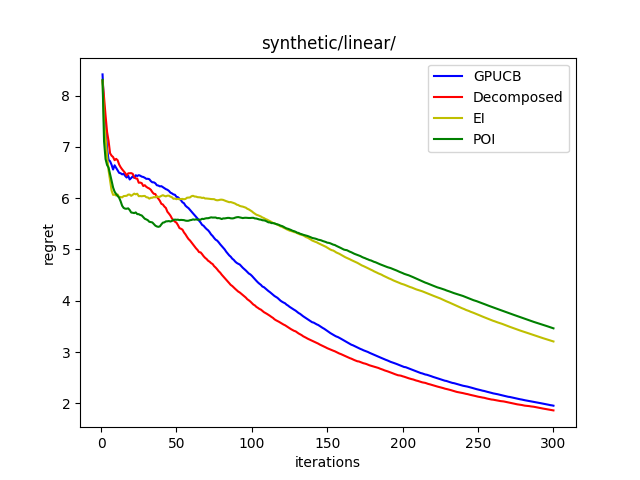 synthetic/linear/
GPUCB
Decomposed
EI
POI
regret
8
7
6
5
4
3
2
0 50 100 150 200 250 300
iterations